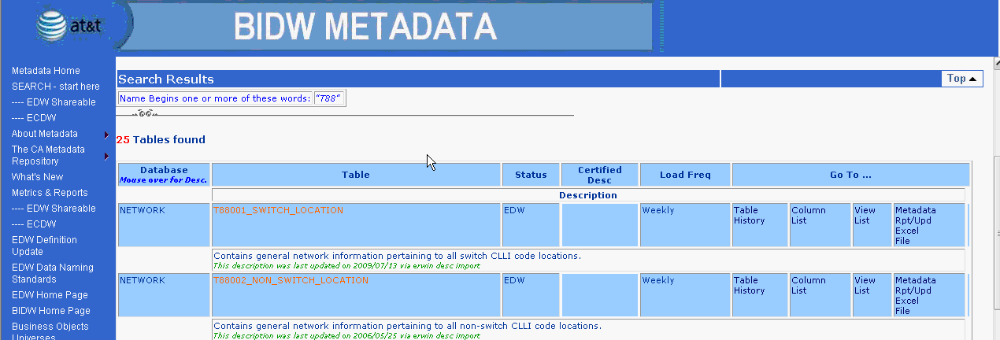 at&t
BIDW METADATA
Metadata Home
SEARCH - start here
---- EDW Shareable
---- ECDW
About Metadata
The CA Metadata
Repository
What's New
Metrics & Reports
---- EDW Shareable
---- ECDW
EDW Definition
Update
EDW Data Naming
Standards
EDW Home Page
BIDW Home Page
Business Objects
Universes
Search Results
Top
Name Begins one or more of these words: "T88"
25 Tables found
Database Table Status Certified Load Freq Go To ...
Mouse over for Desc. Desc
Description
NETWORK T88001_SWITCH_LOCATION EDW Weekly Table Column View Metadata
History List List Rpt/Upd
Excel
File
Contains general network information pertaining to all switch CLLI code locations.
This description was last updated on 2009/07/13 via erwin desc import
NETWORK T88002_NON_SWITCH_LOCATION EDW Weekly Table Column View Metadata
History List List Rpt/Upd
Excel
File
Contains general network information pertaining to all non-switch CLLI code locations.
This description was last updated on 2006/05/25 via erwin desc import